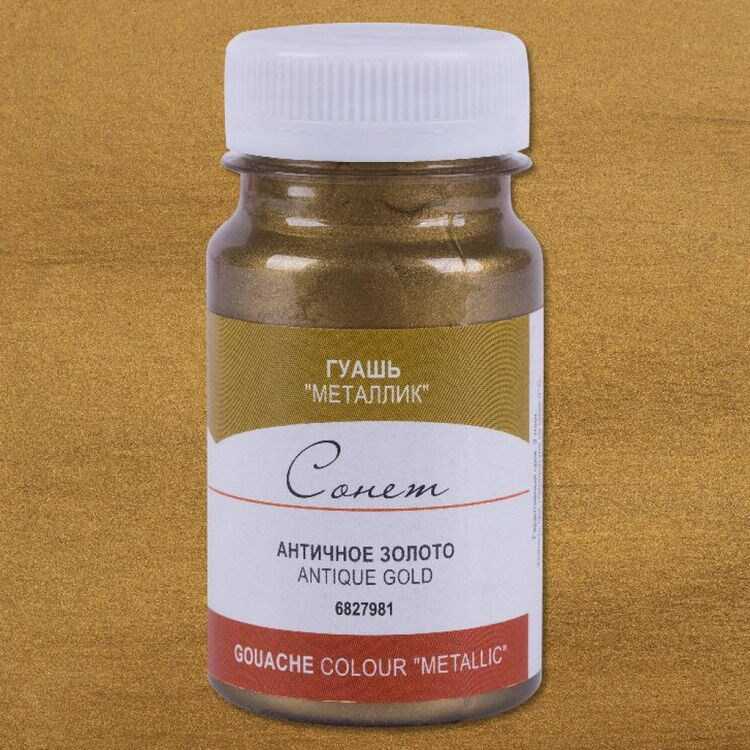 ГУАШЬ
"МЕТАЛЛИК"
Сонет
АНТИЧНОЕ ЗОЛОТО
ANTIQUE GOLD
6827981
GOUACHE COLOUR "METALLIC"